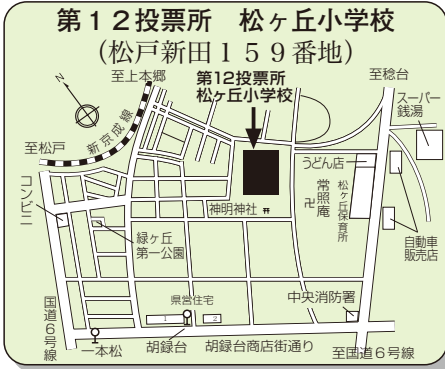 第１２投票所　松ヶ丘小学校
(松戸新田１５９番地)
至上本郷
第12投票所
松ヶ丘小学校
至稔台
スーパー
銭湯
新京成線
至松戸
コンビニ
うどん店
常照庵
卍
松ヶ丘保育所
神明神社
緑ヶ丘
第一公園
自動車
販売店
国道６号線
県営住宅
1
2
中央消防署
一本松
胡録台
胡録台商店街通り
至国道６号線
N